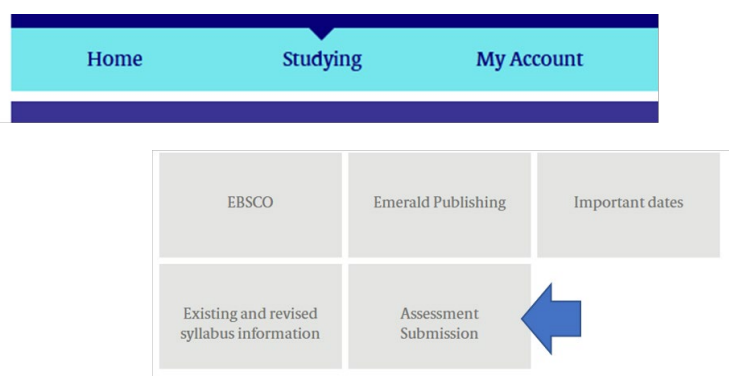 Home Studying My Account
EBSCO Emerald Publishing Important dates
Existing and revised
syllabus information
Assessment
Submission